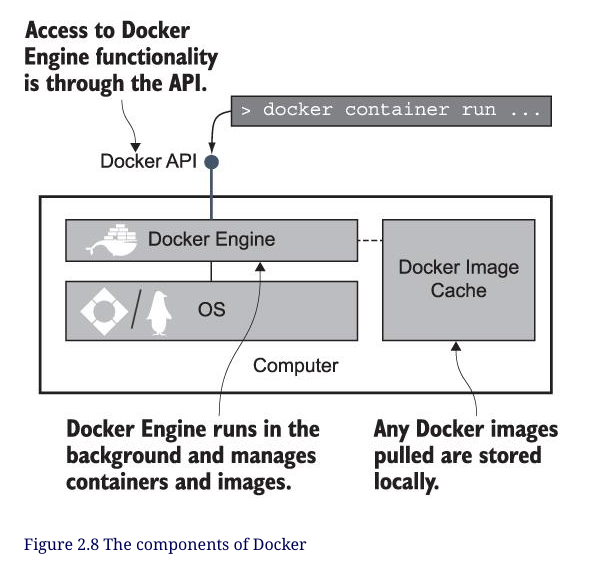 Access to Docker
Engine functionality
is through the API.
> docker container run ...
Docker API
Docker Engine
Docker Image
Cache
OS
Computer
Docker Engine runs in the
background and manages
containers and images.
Any Docker images
pulled are stored
locally.
Figure 2.8 The components of Docker